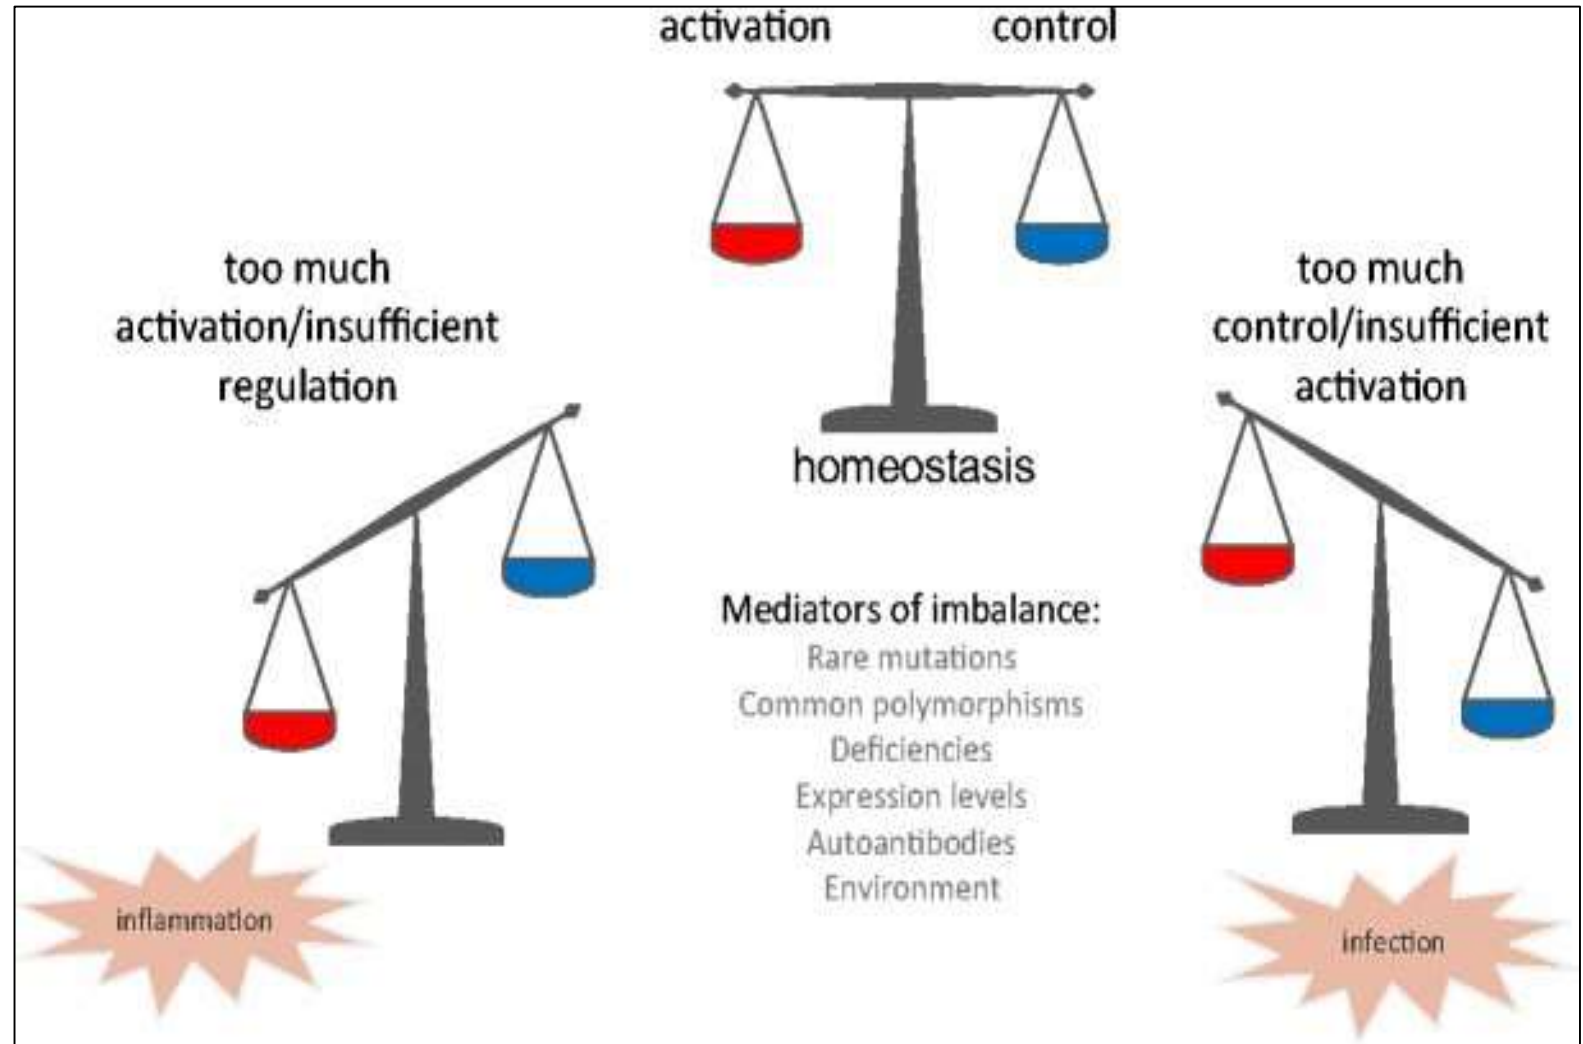 activation control
too much
activation/insufficient
regulation
too much
control/insufficient
activation
homeostasis
Mediators of imbalance:
Rare mutations
Common polymorphisms
Deficiencies
Expression levels
Autoantibodies
Environment
inflammation
infection